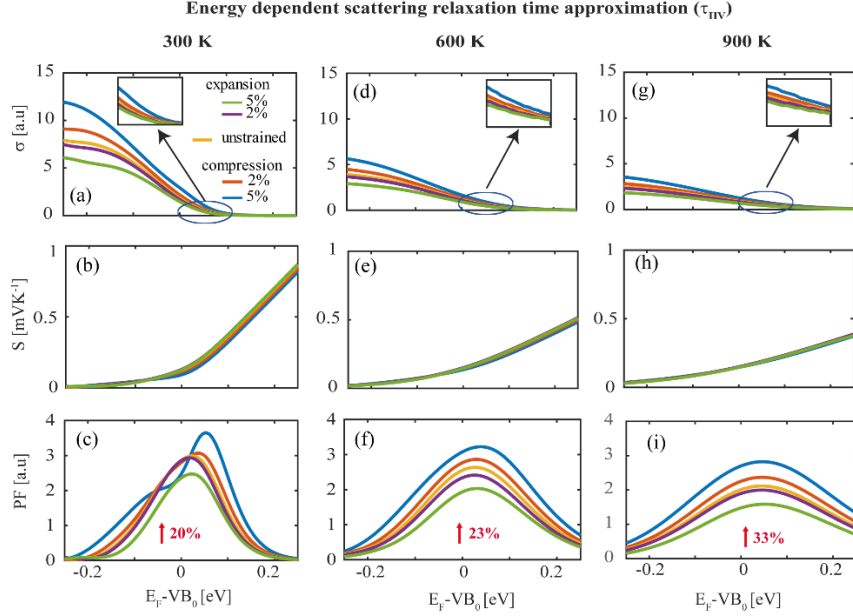 Energy dependent scattering relaxation time approximation (τIIV)
300 K 600 K 900 K
15 15 15
10 10 10
5 5 5
0 0 0
σ [a.u]
expansion
5%
2%
unstrained
compression
2%
5%
(a) (d) (g)
1 1 1
0.5 0.5 0.5
0 0 0
S [mVK⁻¹]
(b) (e) (h)
4 4 4
3 3 3
2 2 2
1 1 1
0 0 0
PF [a.u]
(c) (f) (i)
20% 23% 33%
-0.2 0 0.2 -0.2 0 0.2 -0.2 0 0.2
EF-VB0 [eV] EF-VB0 [eV] EF-VB0 [eV]